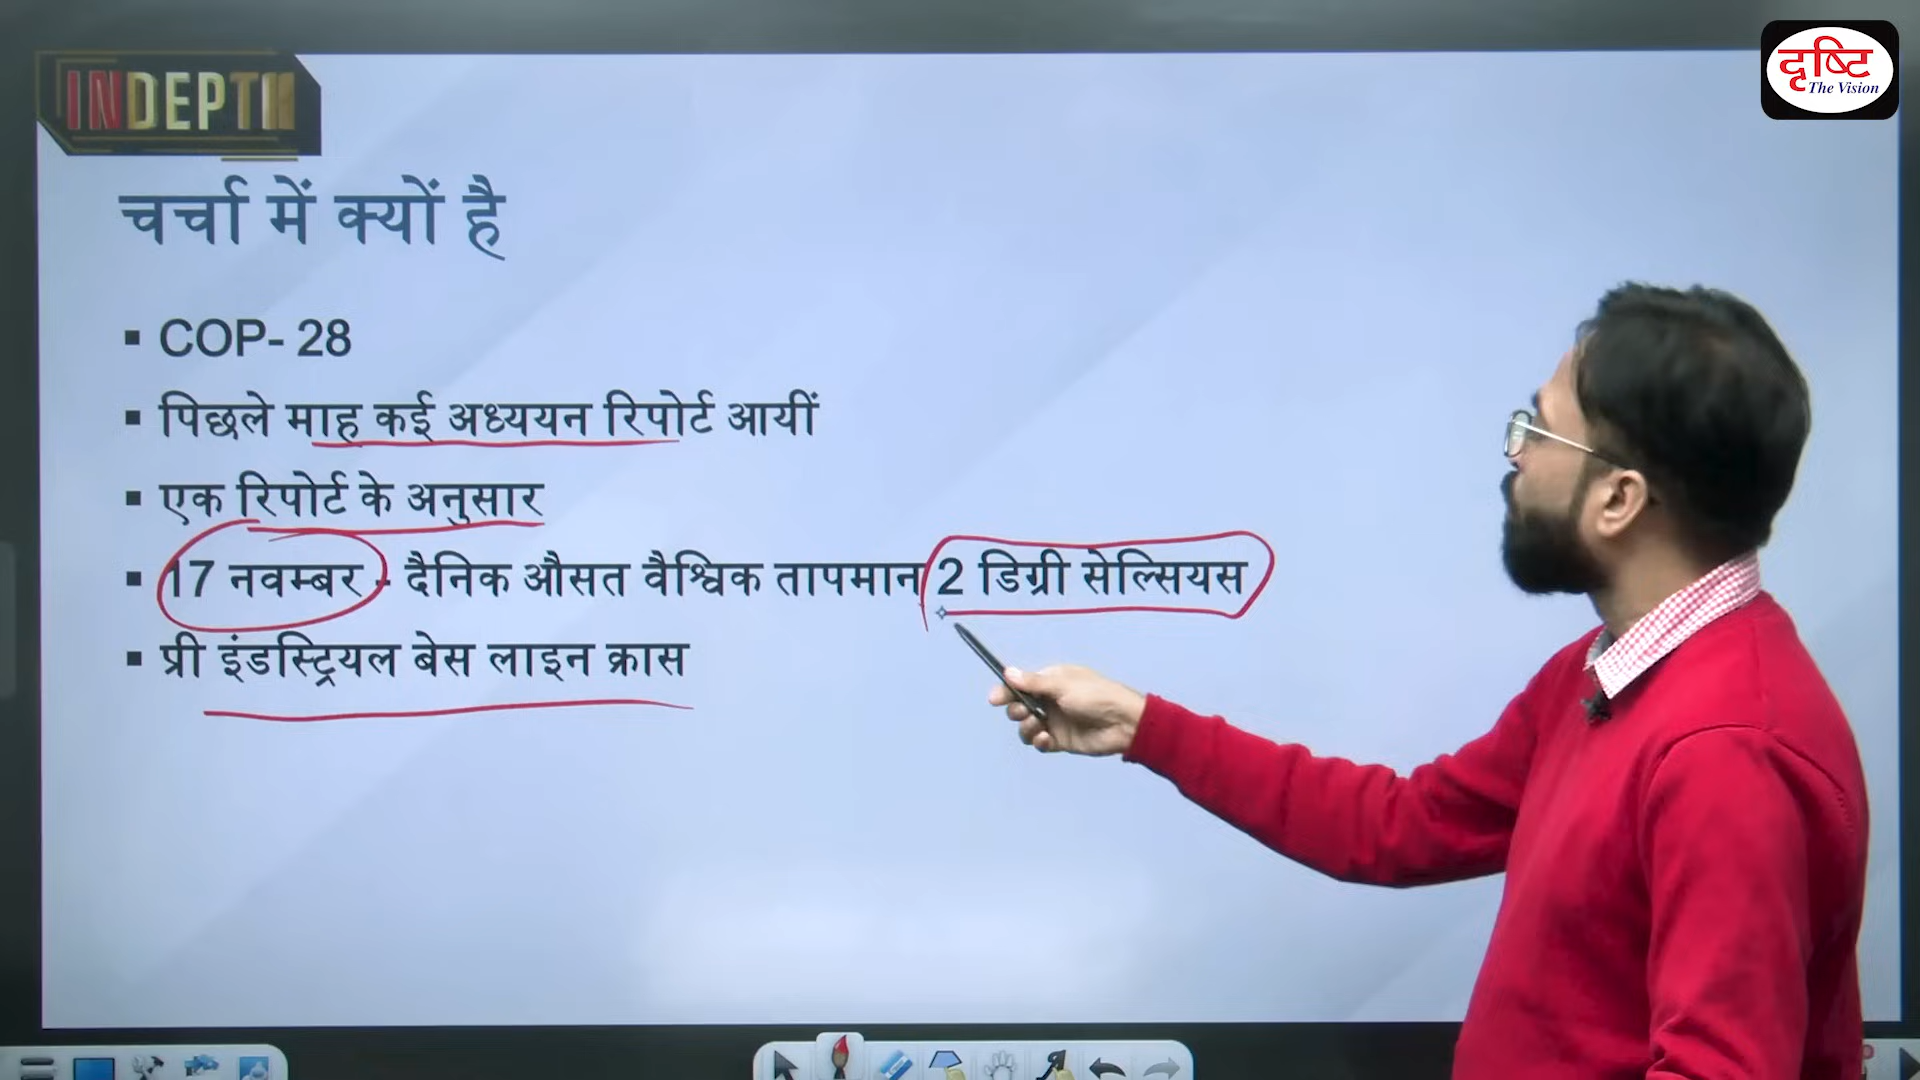 INDEPTH
दृष्टि
The Vision
चर्चा में क्यों है
COP- 28
पिछले माह कई अध्ययन रिपोर्ट आयीं
एक रिपोर्ट के अनुसार
17 नवम्बर - दैनिक औसत वैश्विक तापमान 2 डिग्री सेल्सियस
प्री इंडस्ट्रियल बेस लाइन क्रास